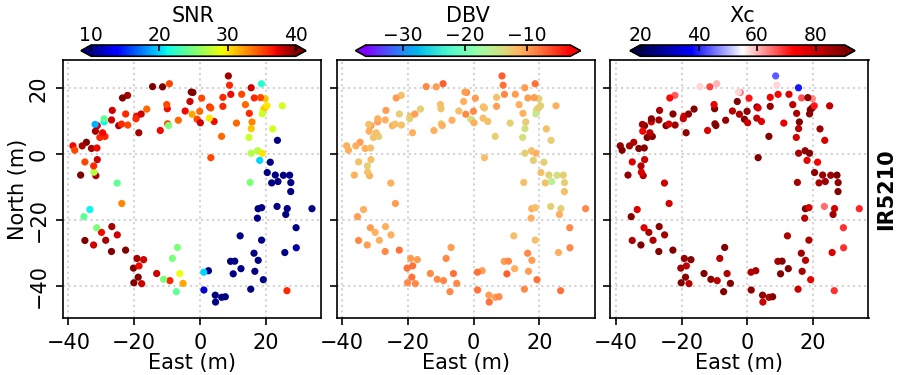 SNR DBV Xc
10 20 30 40 −30 −20 −10 20 40 60 80
North (m)
20
0
−20
−40
−40 −20 0 20 −40 −20 0 20 −40 −20 0 20
East (m) East (m) East (m)
IR5210